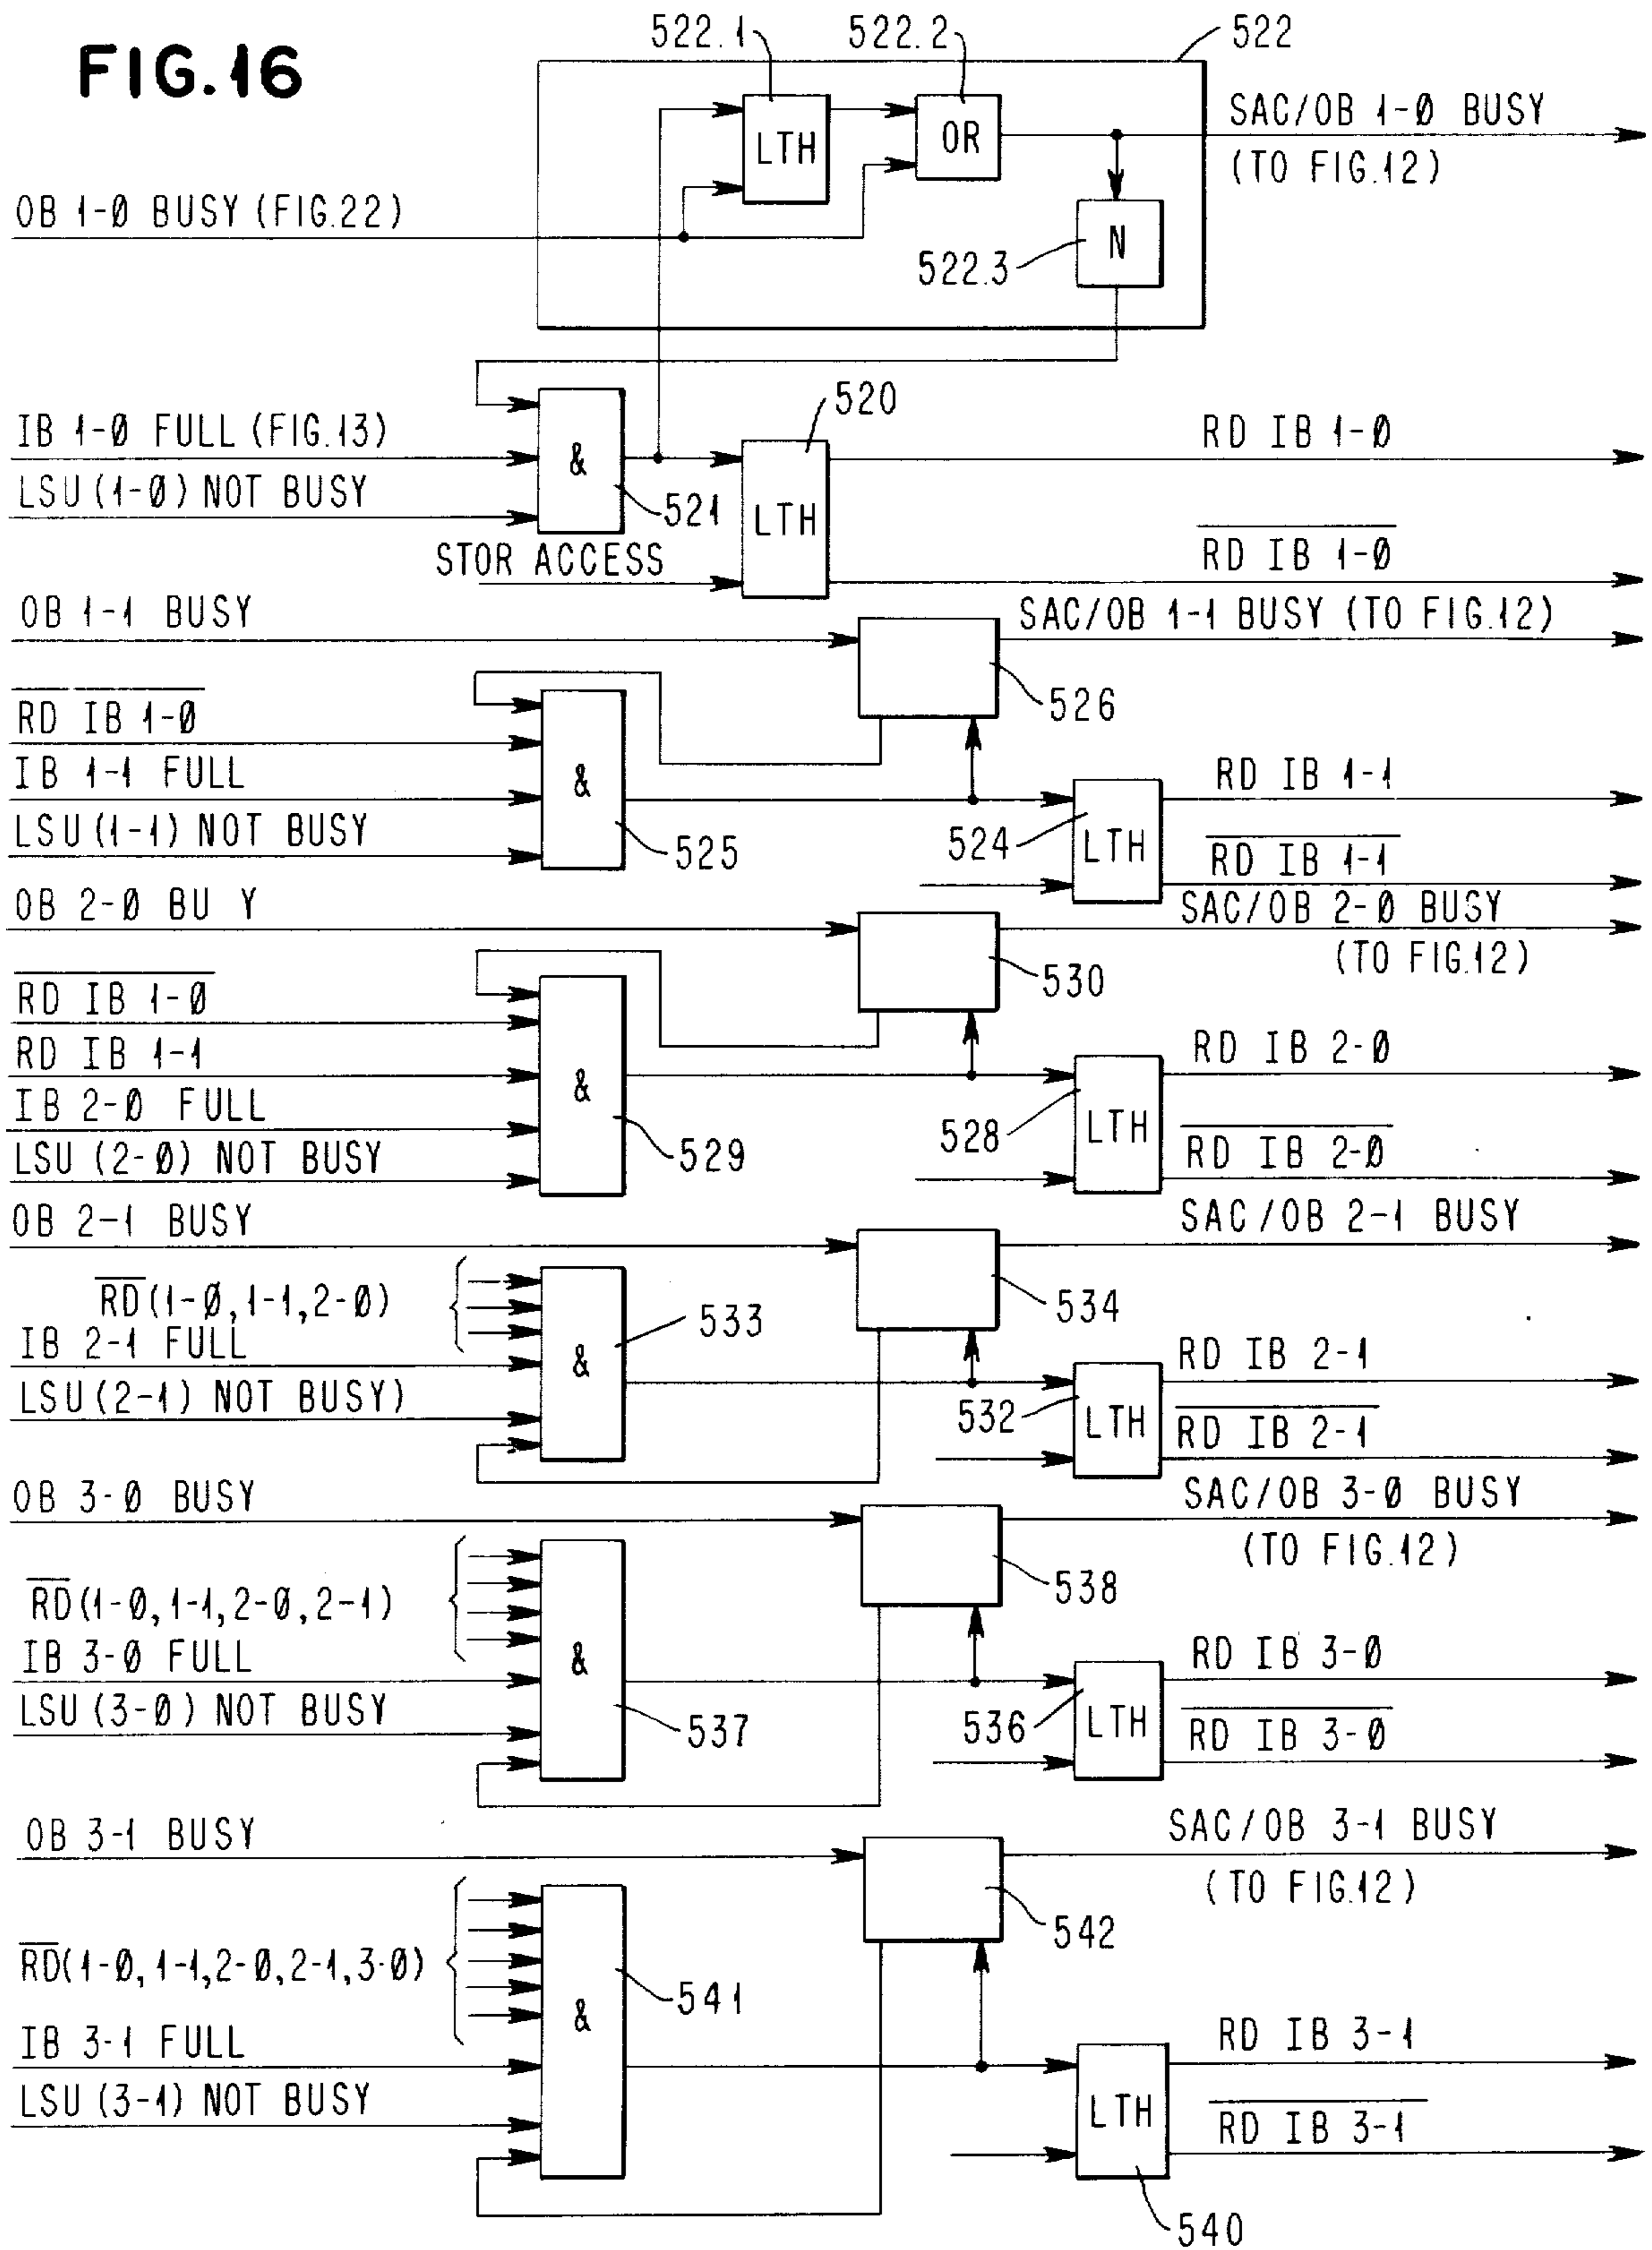 FIG.16
522.1
522.2
522
LTH
OR
SAC/OB 1-0 BUSY
(TO FIG.12)
OB 1-0 BUSY (FIG.22)
522.3
N
520
IB 1-0 FULL (FIG.13)
RD IB 1-0
&
LSU (1-0) NOT BUSY
521
LTH
STOR ACCESS
RD IB 1-0
OB 1-1 BUSY
SAC/OB 1-1 BUSY (TO FIG.12)
526
RD IB 1-0
IB 1-1 FULL
&
RD IB 1-1
LSU (1-1) NOT BUSY
525
524
LTH
RD IB 1-1
OB 2-0 BU Y
SAC/OB 2-0 BUSY
(TO FIG.12)
530
RD IB 1-0
RD IB 1-1
&
RD IB 2-0
IB 2-0 FULL
528
LTH
LSU (2-0) NOT BUSY
529
RD IB 2-0
OB 2-1 BUSY
SAC/OB 2-1 BUSY
534
RD (1-0, 1-1, 2-0)
533
IB 2-1 FULL
&
RD IB 2-1
LSU (2-1) NOT BUSY)
532
LTH
RD IB 2-1
OB 3-0 BUSY
SAC/OB 3-0 BUSY
(TO FIG.12)
538
RD (1-0, 1-1, 2-0, 2-1)
IB 3-0 FULL
&
RD IB 3-0
LSU (3-0) NOT BUSY
537
536
LTH
RD IB 3-0
OB 3-1 BUSY
SAC/OB 3-1 BUSY
(TO FIG.12)
542
RD (1-0, 1-1, 2-0, 2-1, 3-0)
541
&
IB 3-1 FULL
RD IB 3-1
LSU (3-1) NOT BUSY
LTH
RD IB 3-1
540